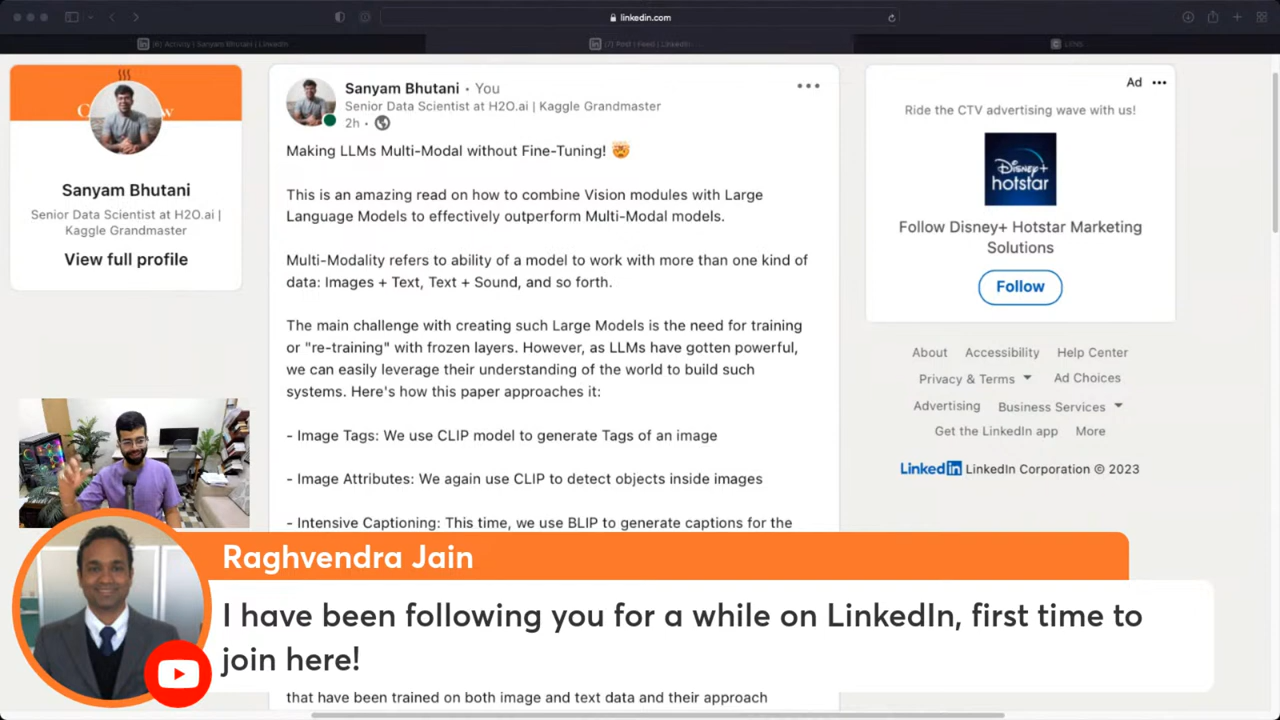 linkedin.com
(6) Activity | Sanyam Bhutani | LinkedIn
(7) Post | Feed | LinkedIn
LENS
Sanyam Bhutani
Senior Data Scientist at H2O.ai |
Kaggle Grandmaster
View full profile
Sanyam Bhutani • You
Senior Data Scientist at H2O.ai | Kaggle Grandmaster
2h •
Making LLMs Multi-Modal without Fine-Tuning! 🤯
This is an amazing read on how to combine Vision modules with Large
Language Models to effectively outperform Multi-Modal models.
Multi-Modality refers to ability of a model to work with more than one kind of
data: Images + Text, Text + Sound, and so forth.
The main challenge with creating such Large Models is the need for training
or "re-training" with frozen layers. However, as LLMs have gotten powerful,
we can easily leverage their understanding of the world to build such
systems. Here's how this paper approaches it:
- Image Tags: We use CLIP model to generate Tags of an image
- Image Attributes: We again use CLIP to detect objects inside images
- Intensive Captioning: This time, we use BLIP to generate captions for the
that have been trained on both image and text data and their approach
Ad
Ride the CTV advertising wave with us!
Disney+
hotstar
Follow Disney+ Hotstar Marketing
Solutions
Follow
About Accessibility Help Center
Privacy & Terms Ad Choices
Advertising Business Services
Get the LinkedIn app More
LinkedIn LinkedIn Corporation © 2023
Raghvendra Jain
I have been following you for a while on LinkedIn, first time to
join here!